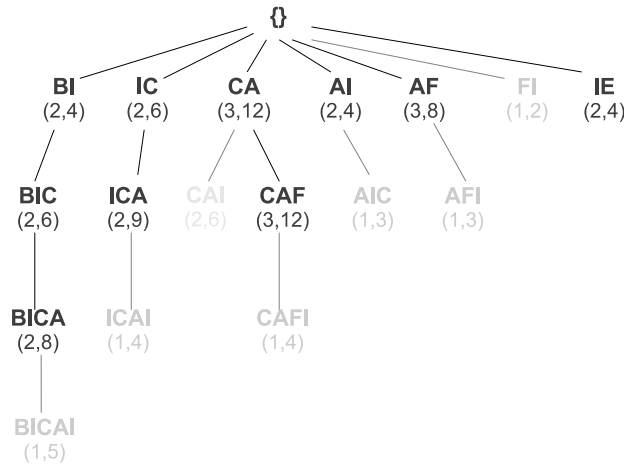 {}
BI IC CA AI AF FI IE
(2,4) (2,6) (3,12) (2,4) (3,8) (1,2) (2,4)
BIC ICA CAI CAF AIC AFI
(2,6) (2,9) (2,6) (3,12) (1,3) (1,3)
BICA ICAI CAFI
(2,8) (1,4) (1,4)
BICAI
(1,5)